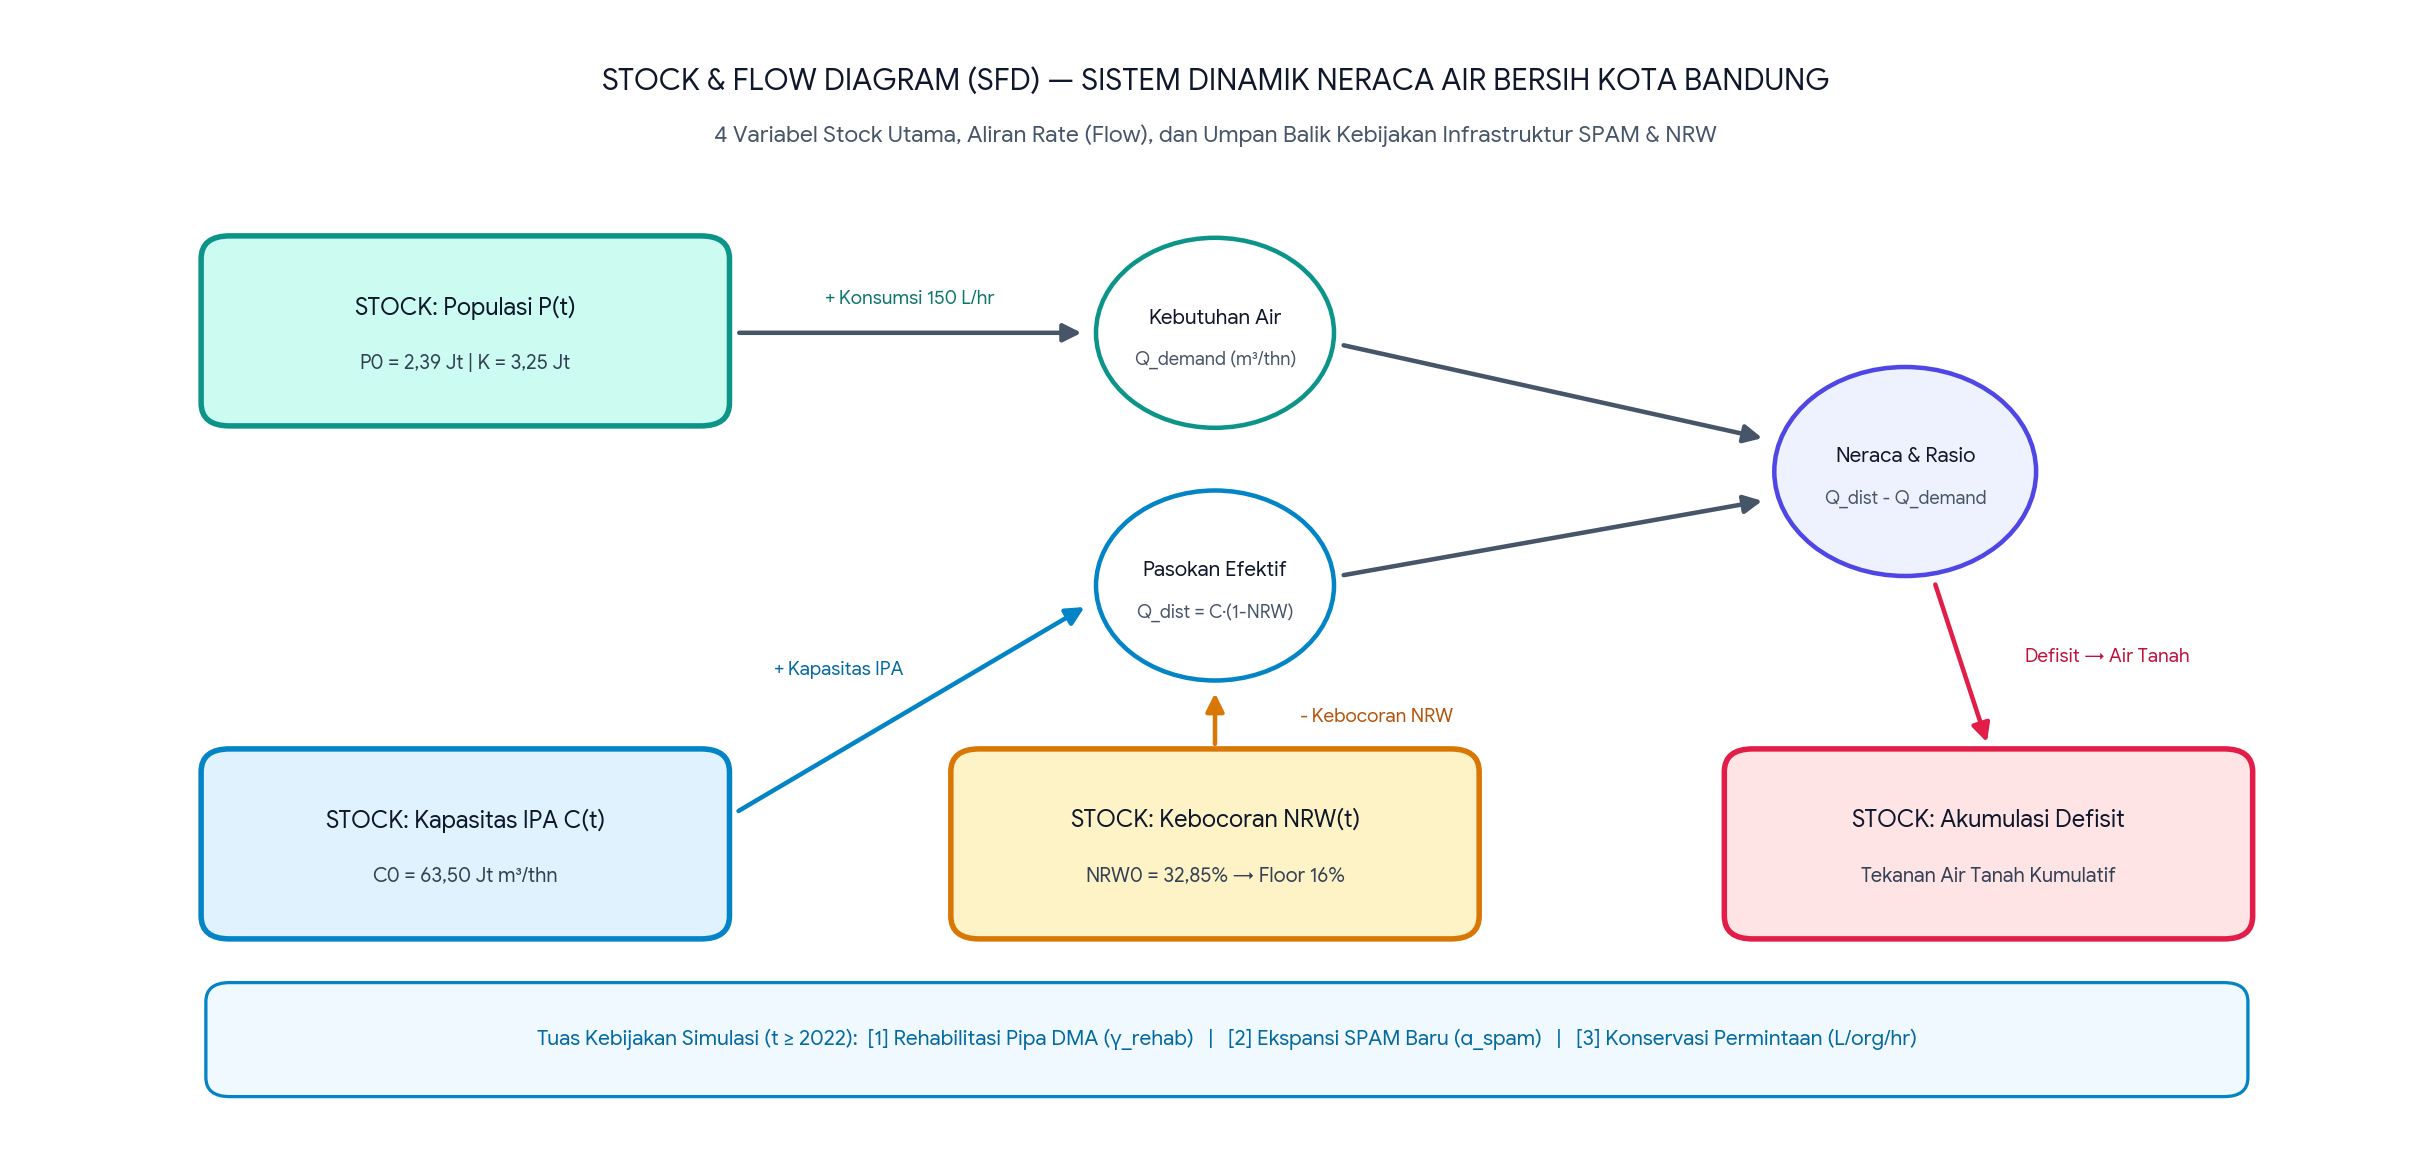 STOCK & FLOW DIAGRAM (SFD) — SISTEM DINAMIK NERACA AIR BERSIH KOTA BANDUNG
4 Variabel Stock Utama, Aliran Rate (Flow), dan Umpan Balik Kebijakan Infrastruktur SPAM & NRW
STOCK: Populasi P(t)
P0 = 2,39 Jt | K = 3,25 Jt
+ Konsumsi 150 L/hr
Kebutuhan Air
Q_demand (m³/thn)
Neraca & Rasio
Q_dist - Q_demand
Pasokan Efektif
Q_dist = C·(1-NRW)
+ Kapasitas IPA
- Kebocoran NRW
Defisit → Air Tanah
STOCK: Kapasitas IPA C(t)
C0 = 63,50 Jt m³/thn
STOCK: Kebocoran NRW(t)
NRW0 = 32,85% → Floor 16%
STOCK: Akumulasi Defisit
Tekanan Air Tanah Kumulatif
Tuas Kebijakan Simulasi (t ≥ 2022): [1] Rehabilitasi Pipa DMA (γ_rehab) | [2] Ekspansi SPAM Baru (α_spam) | [3] Konservasi Permintaan (L/org/hr)